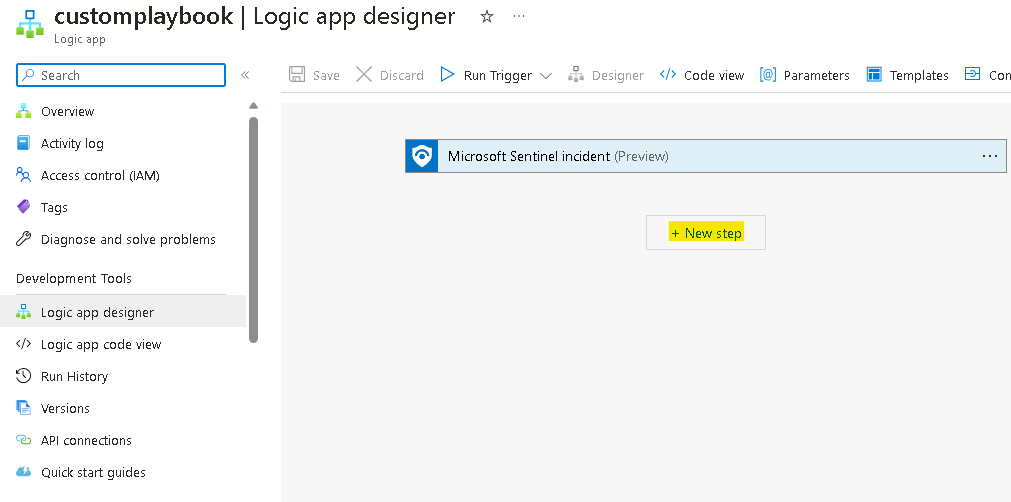 customplaybook | Logic app designer ☆ ···
Logic app
Search «
Save Discard Run Trigger Designer Code view Parameters Templates Con
Overview
Activity log
Access control (IAM)
Tags
Diagnose and solve problems
Development Tools
Logic app designer
Logic app code view
Run History
Versions
API connections
Quick start guides
Microsoft Sentinel incident (Preview) ···
+ New step